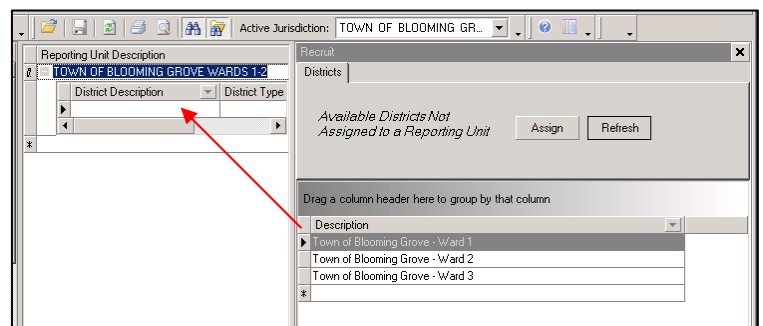 Active Jurisdiction: TOWN OF BLOOMING GR...
Reporting Unit Description
TOWN OF BLOOMING GROVE WARDS 1-2
District Description District Type
Recruit
Districts
Available Districts Not
Assigned to a Reporting Unit
Assign Refresh
Drag a column header here to group by that column
Description
Town of Blooming Grove - Ward 1
Town of Blooming Grove - Ward 2
Town of Blooming Grove - Ward 3